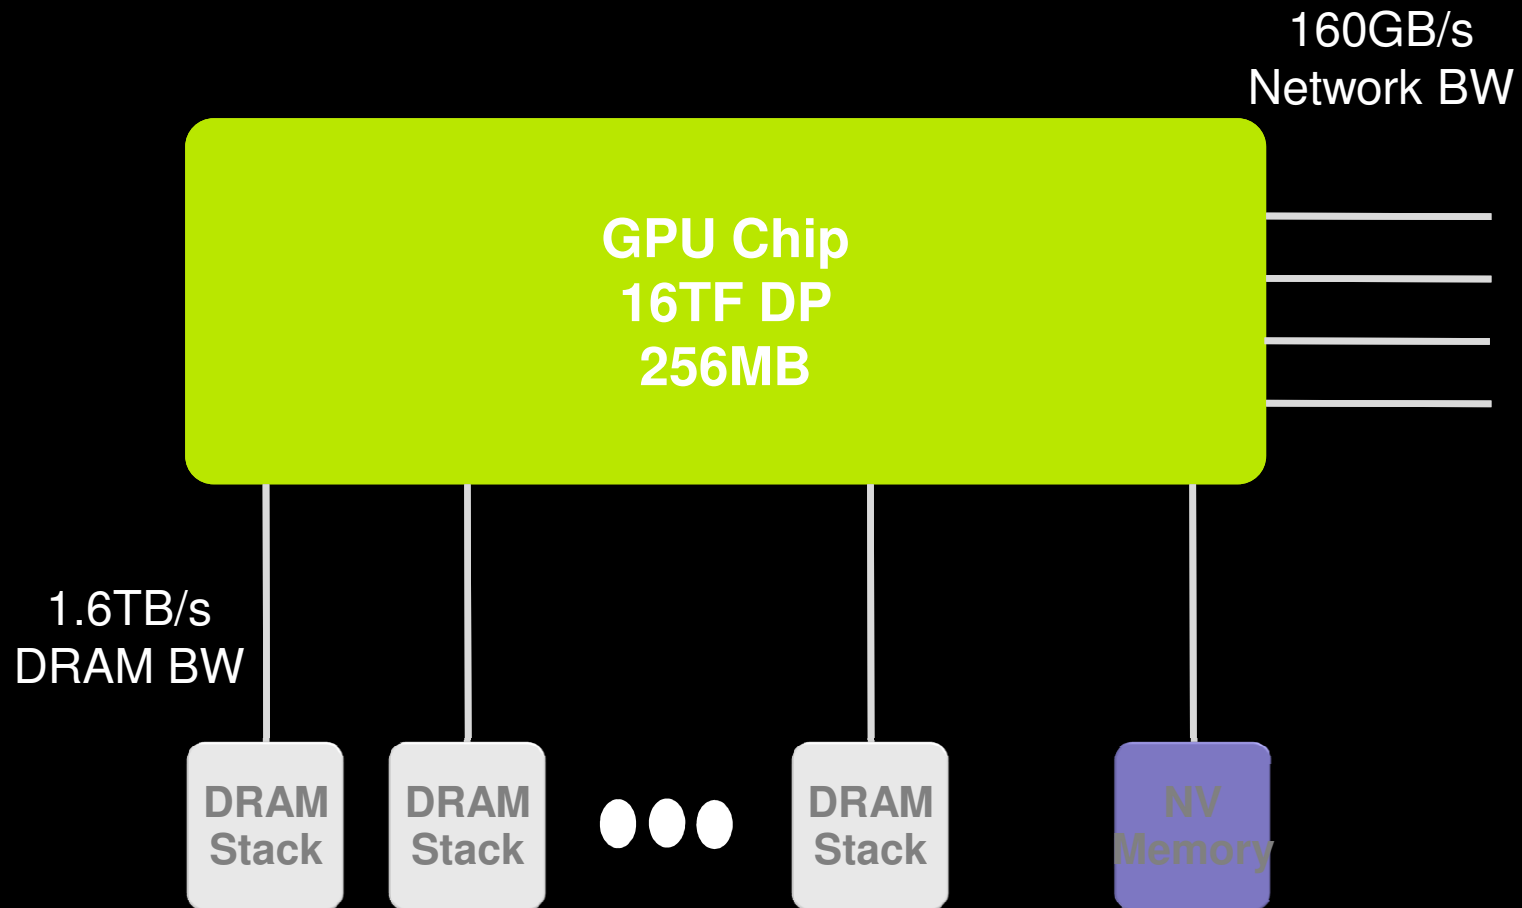 160GB/s
Network BW
GPU Chip
16TF DP
256MB
1.6TB/s
DRAM BW
DRAM
Stack
DRAM
Stack
DRAM
Stack
NV
Memory